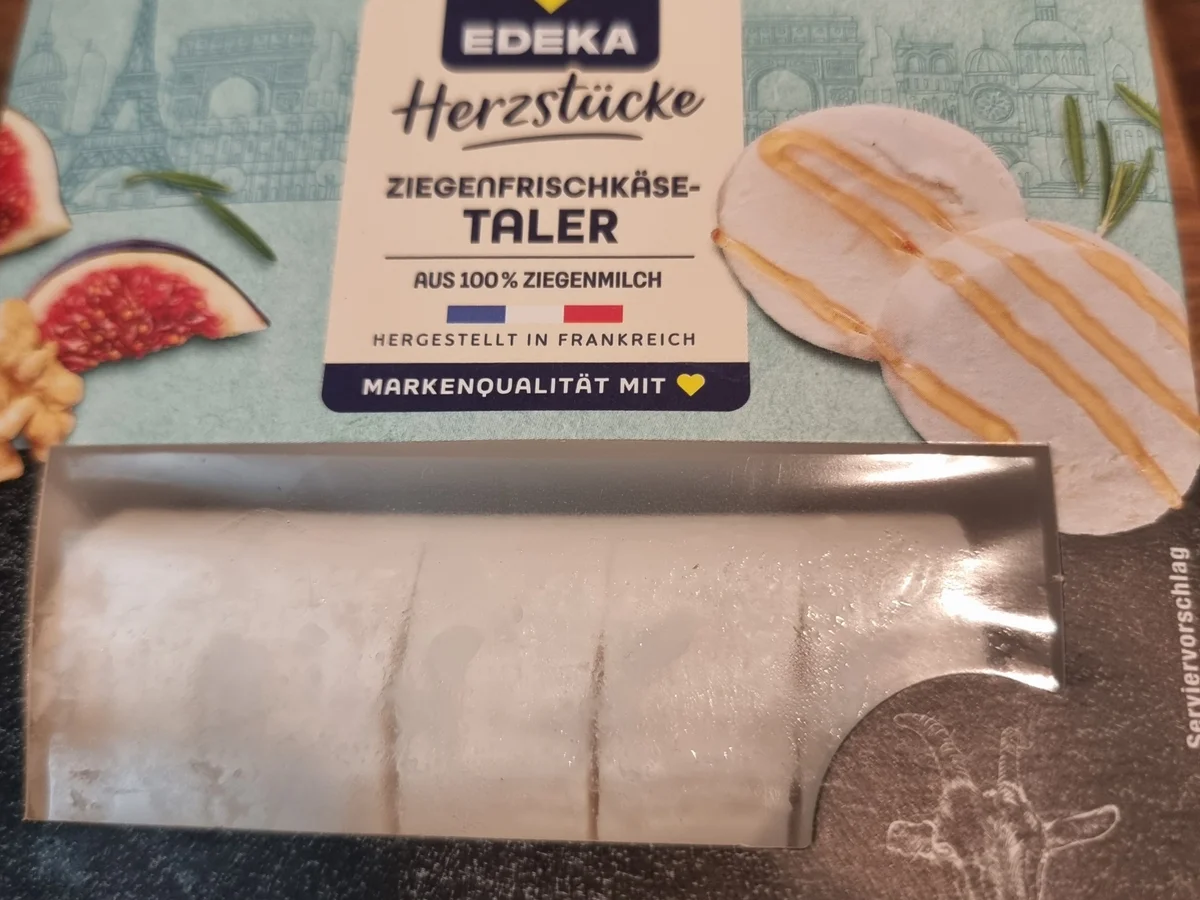 EDEKA
Herzstücke
ZIEGENFRISCHKÄSE-
TALER
AUS 100 % ZIEGENMILCH
HERGESTELLT IN FRANKREICH
MARKENQUALITÄT MIT
Serviervorschlag